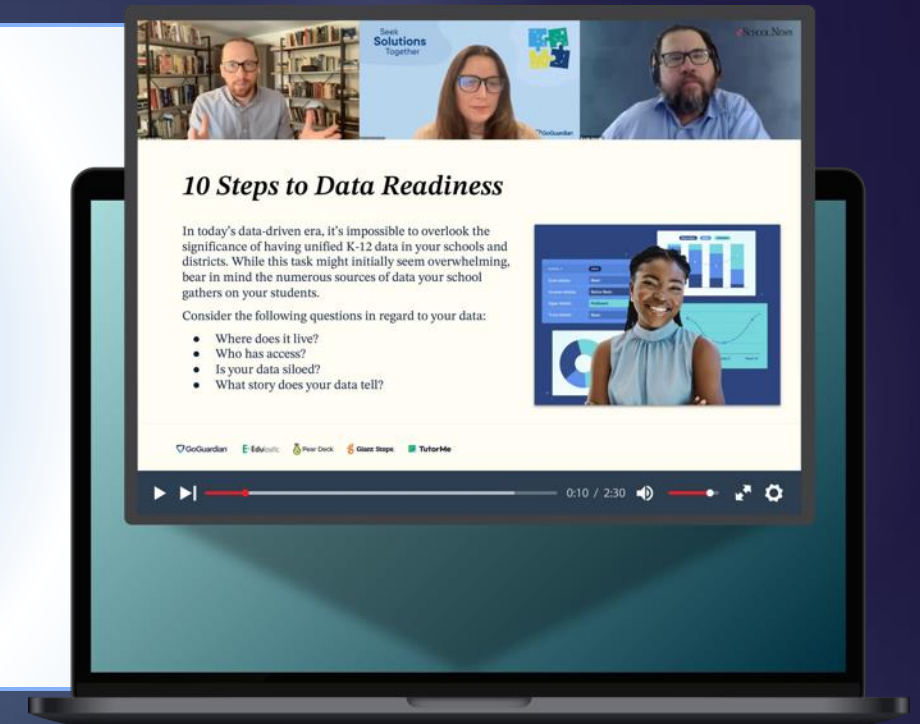 Seek
Solutions
Together
eSCHOOL NEWS
GoGuardian
10 Steps to Data Readiness
In today's data-driven era, it's impossible to overlook the
significance of having unified K-12 data in your schools and
districts. While this task might initially seem overwhelming,
bear in mind the numerous sources of data your school
gathers on your students.
Consider the following questions in regard to your data:
● Where does it live?
● Who has access?
● Is your data siloed?
● What story does your data tell?
GoGuardian Edulastic Pear Deck Giant Steps TutorMe
0:10 / 2:30